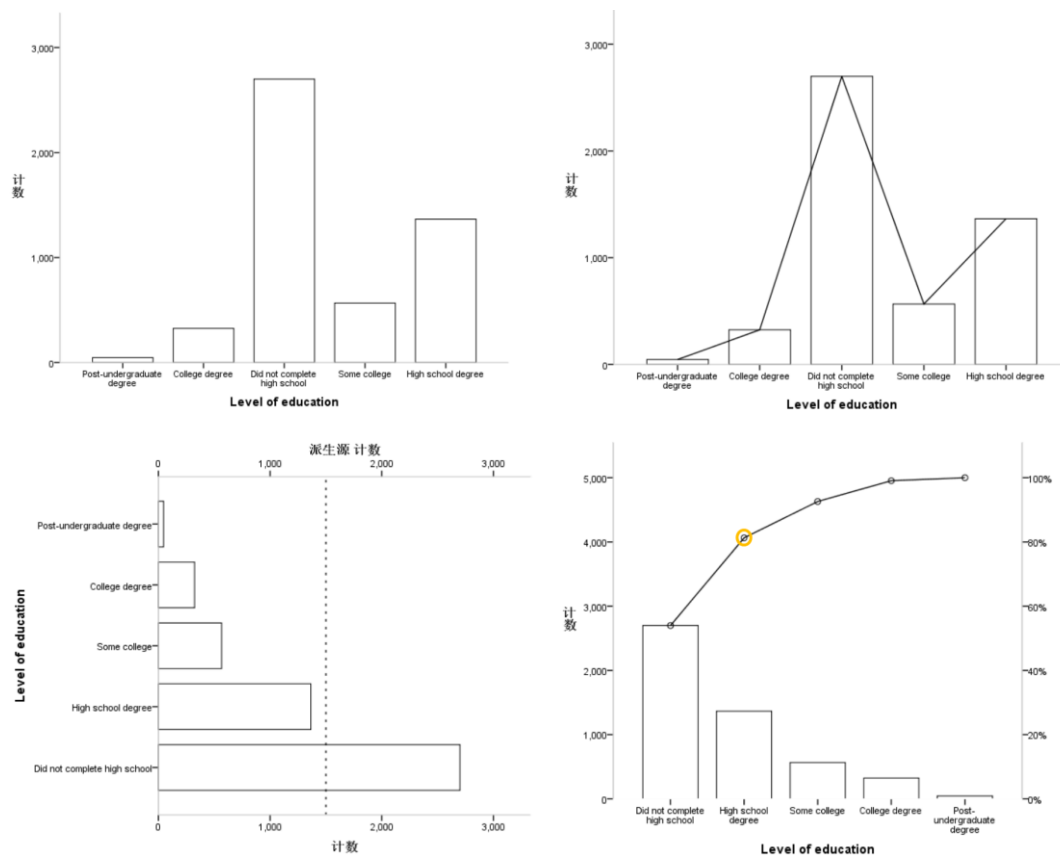 3,000
2,000
计
数
1,000
0
Post-undergraduate
degree
College degree
Did not complete
high school
Some college
High school degree
Level of education
3,000
2,000
计
数
1,000
0
Post-undergraduate
degree
College degree
Did not complete
high school
Some college
High school degree
Level of education
派生源 计数
0 1,000 2,000 3,000
Post-undergraduate degree
College degree
Level of education
Some college
High school degree
Did not complete high school
0 1,000 2,000 3,000
计数
5,000 100%
4,000 80%
计
数
3,000 60%
2,000 40%
1,000 20%
0 0%
Did not complete
high school
High school
degree
Some college
College degree
Post-
undergraduate
degree
Level of education